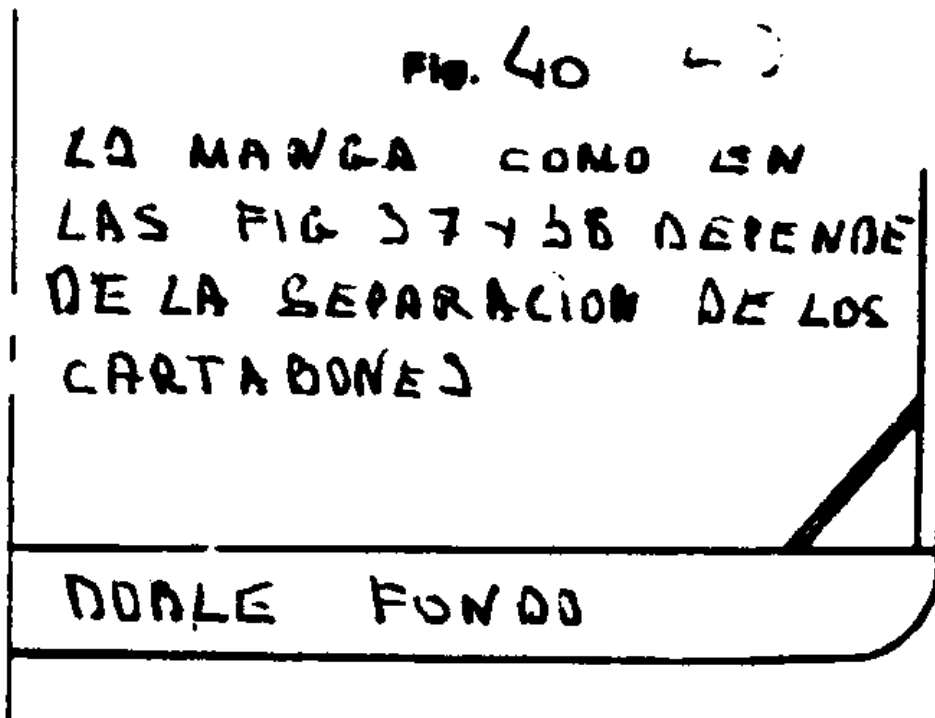 Fig. 40
LA MANGA COMO EN
LAS FIG 37 Y 38 DEPENDE
DE LA SEPARACION DE LOS
CARTABONES
DOBLE FONDO